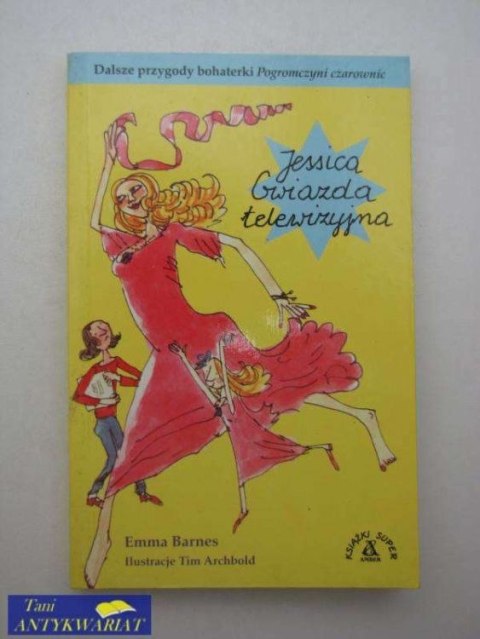 Dalsze przygody bohaterki Pogromczyni czarownic
Jessica
Gwiazda
telewizyjna
Emma Barnes
Ilustracje Tim Archbold
KSIĄŻKI SUPER
AMBER
Tani
ANTYKWARIAT